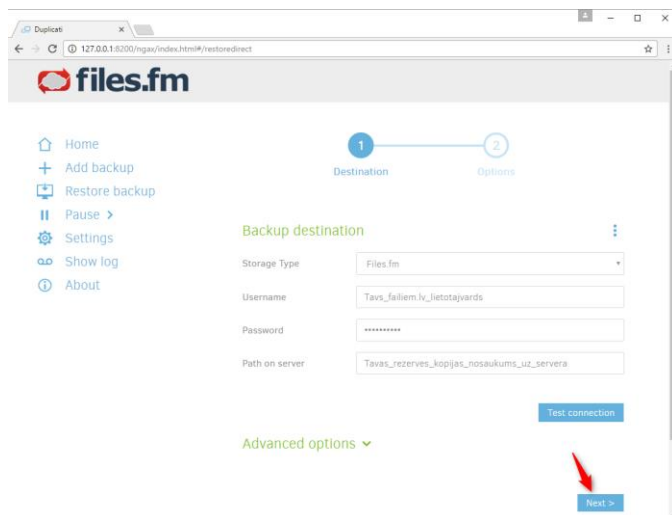 Duplicati
127.0.0.1:8200/ngax/index.html#/restoredirect
files.fm
Home
Add backup
Restore backup
Pause >
Settings
Show log
About
1
2
Destination
Options
Backup destination
Storage Type
Files.fm
Username
Tavs_failiem.lv_lietotajvards
Password
••••••••••
Path on server
Tavas_rezerves_kopijas_nosaukums_uz_servera
Test connection
Advanced options
Next >